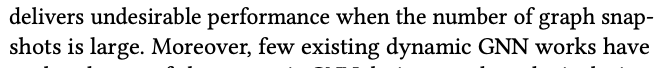 delivers undesirable performance when the number of graph snap-
shots is large. Moreover, few existing dynamic GNN works have